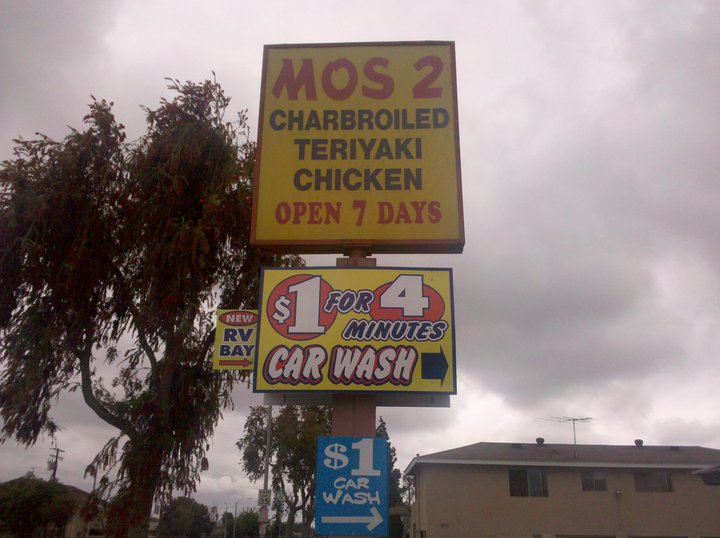 MOS 2
CHARBROILED
TERIYAKI
CHICKEN
OPEN 7 DAYS
$1 FOR 4
MINUTES
CAR WASH
NEW
RV
BAY
$1
CAR
WASH